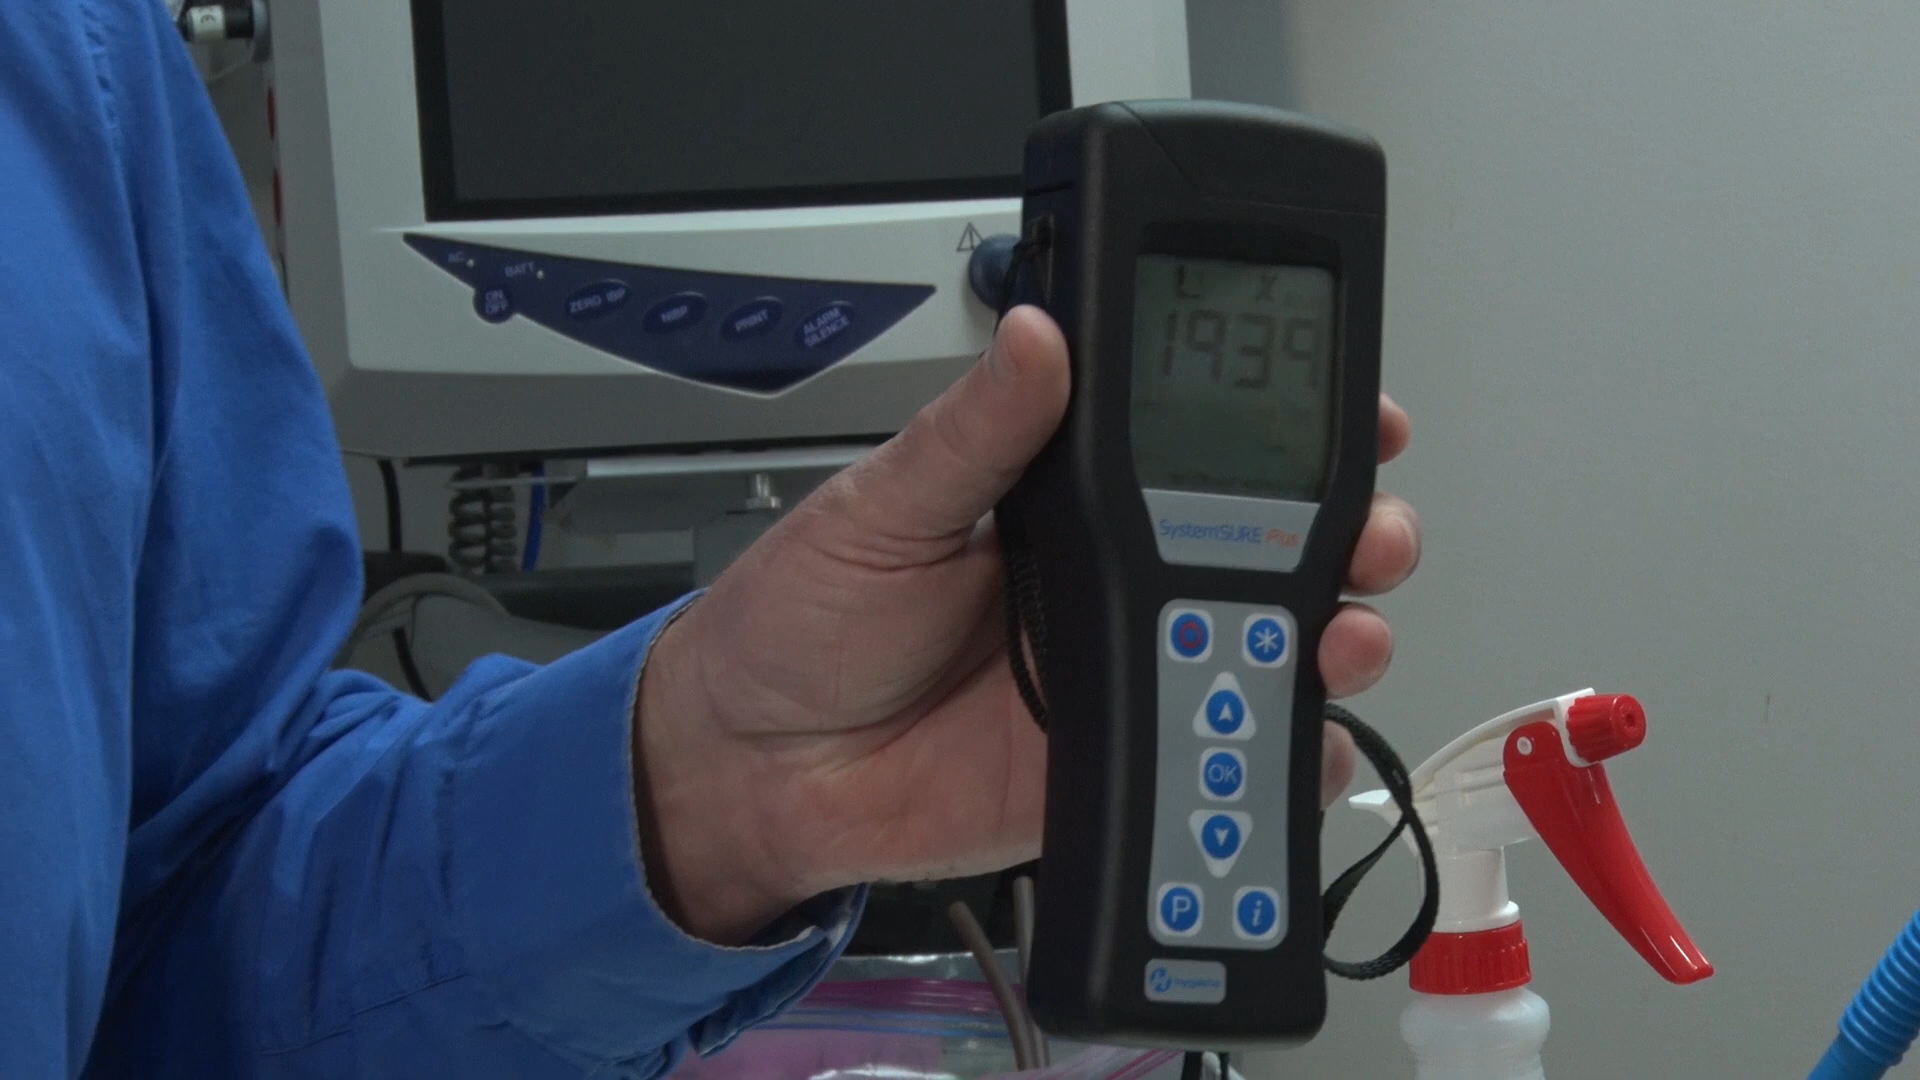 AC
BATT
ON
OFF
ZERO IBP
NIBP
PRINT
ALARM
SILENCE
U X
1939
SystemSURE Plus
OK
P
i
hygiena